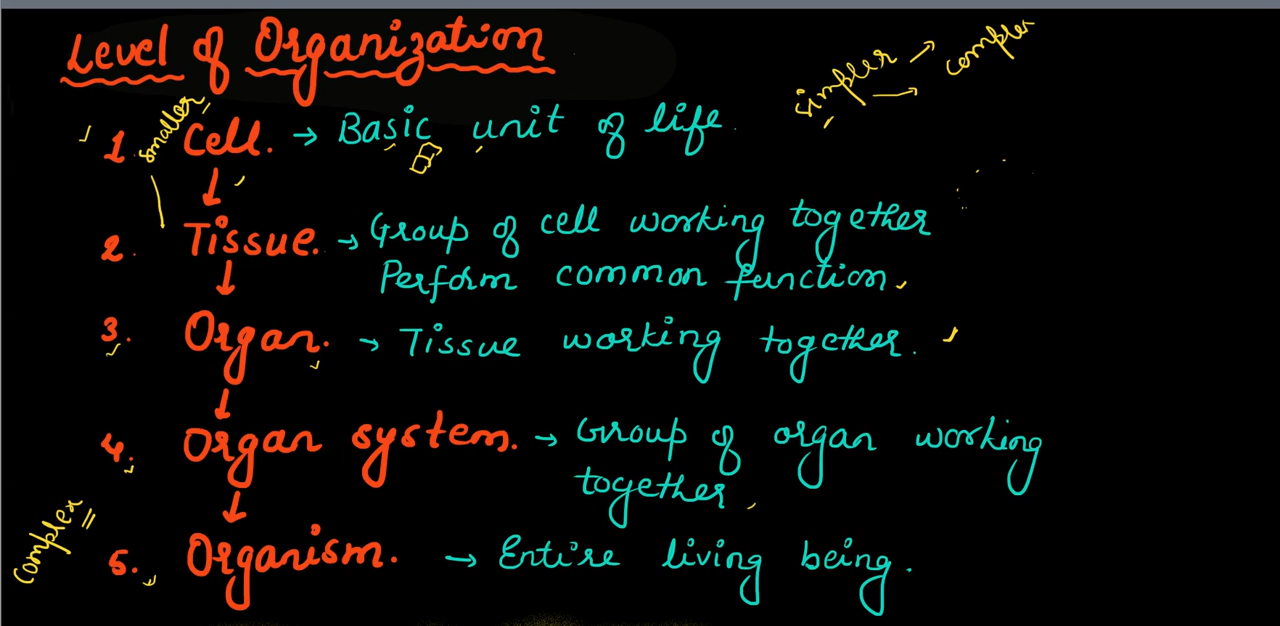 Level of Organization
simpler → complex
smaller
1. Cell. → Basic unit of life.
↓
2. Tissue. → Group of cell working together
Perform common function.
↓
3. Organ. → Tissue working together.
↓
4. Organ system. → Group of organ working
together,
↓
complex
5. Organism. → Entire living being.